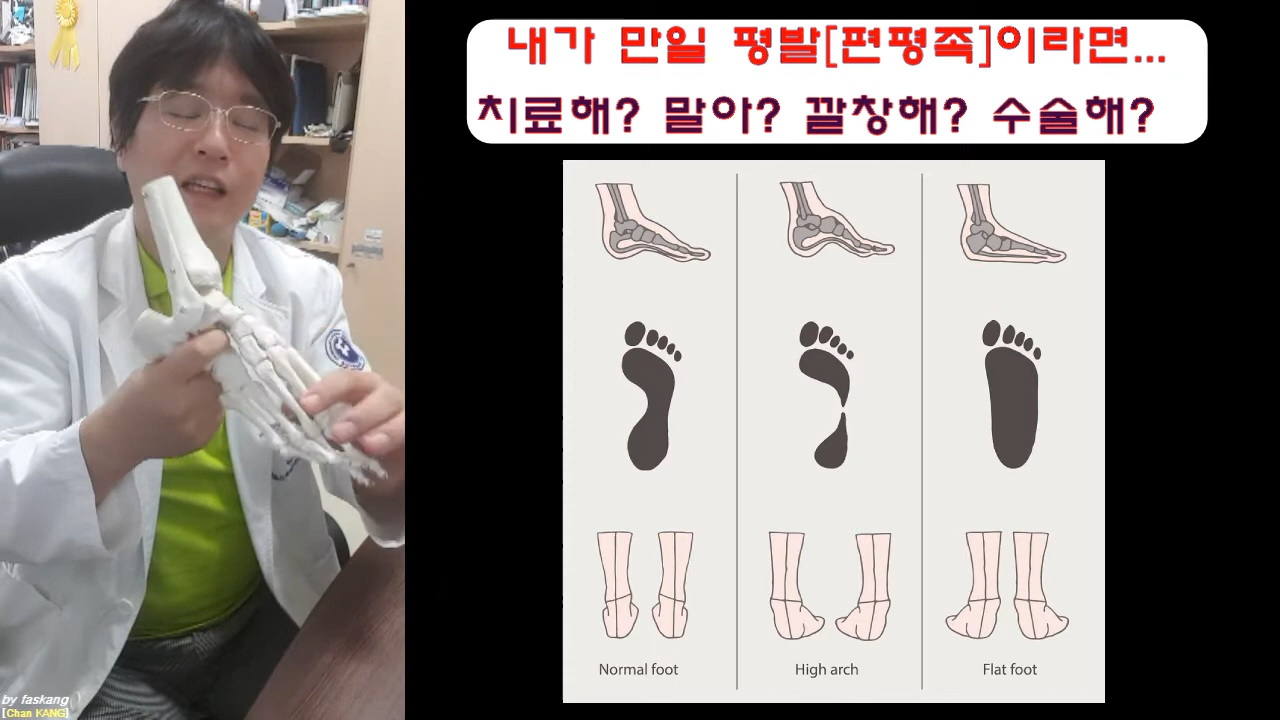 내가 만일 평발[편평족]이라면...
치료해? 말아? 깔창해? 수술해?
Normal foot
High arch
Flat foot
by faskang
[Chan KANG]